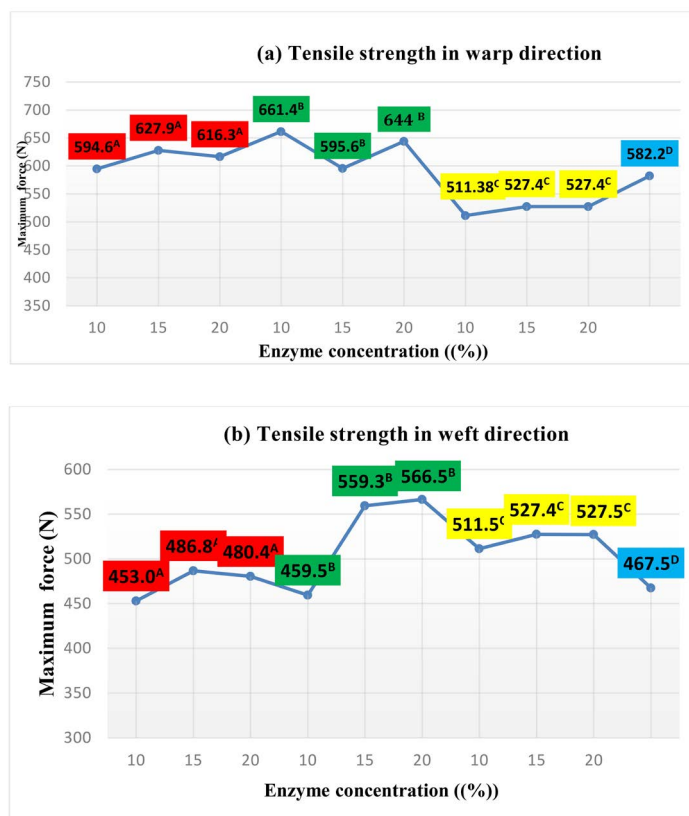 (a) Tensile strength in warp direction
Maximum force (N)
750
700
650
600
550
500
450
400
350
594.6ᴬ
627.9ᴬ
616.3ᴬ
661.4ᴮ
595.6ᴮ
644 ᴮ
511.38ᶜ
527.4ᶜ
527.4ᶜ
582.2ᴰ
10 15 20 10 15 20 10 15 20
Enzyme concentration ((%))
(b) Tensile strength in weft direction
Maximum force (N)
600
550
500
450
400
350
300
453.0ᴬ
486.8ᴬ
480.4ᴬ
459.5ᴮ
559.3ᴮ
566.5ᴮ
511.5ᶜ
527.4ᶜ
527.5ᶜ
467.5ᴰ
10 15 20 10 15 20 10 15 20
Enzyme concentration ((%))